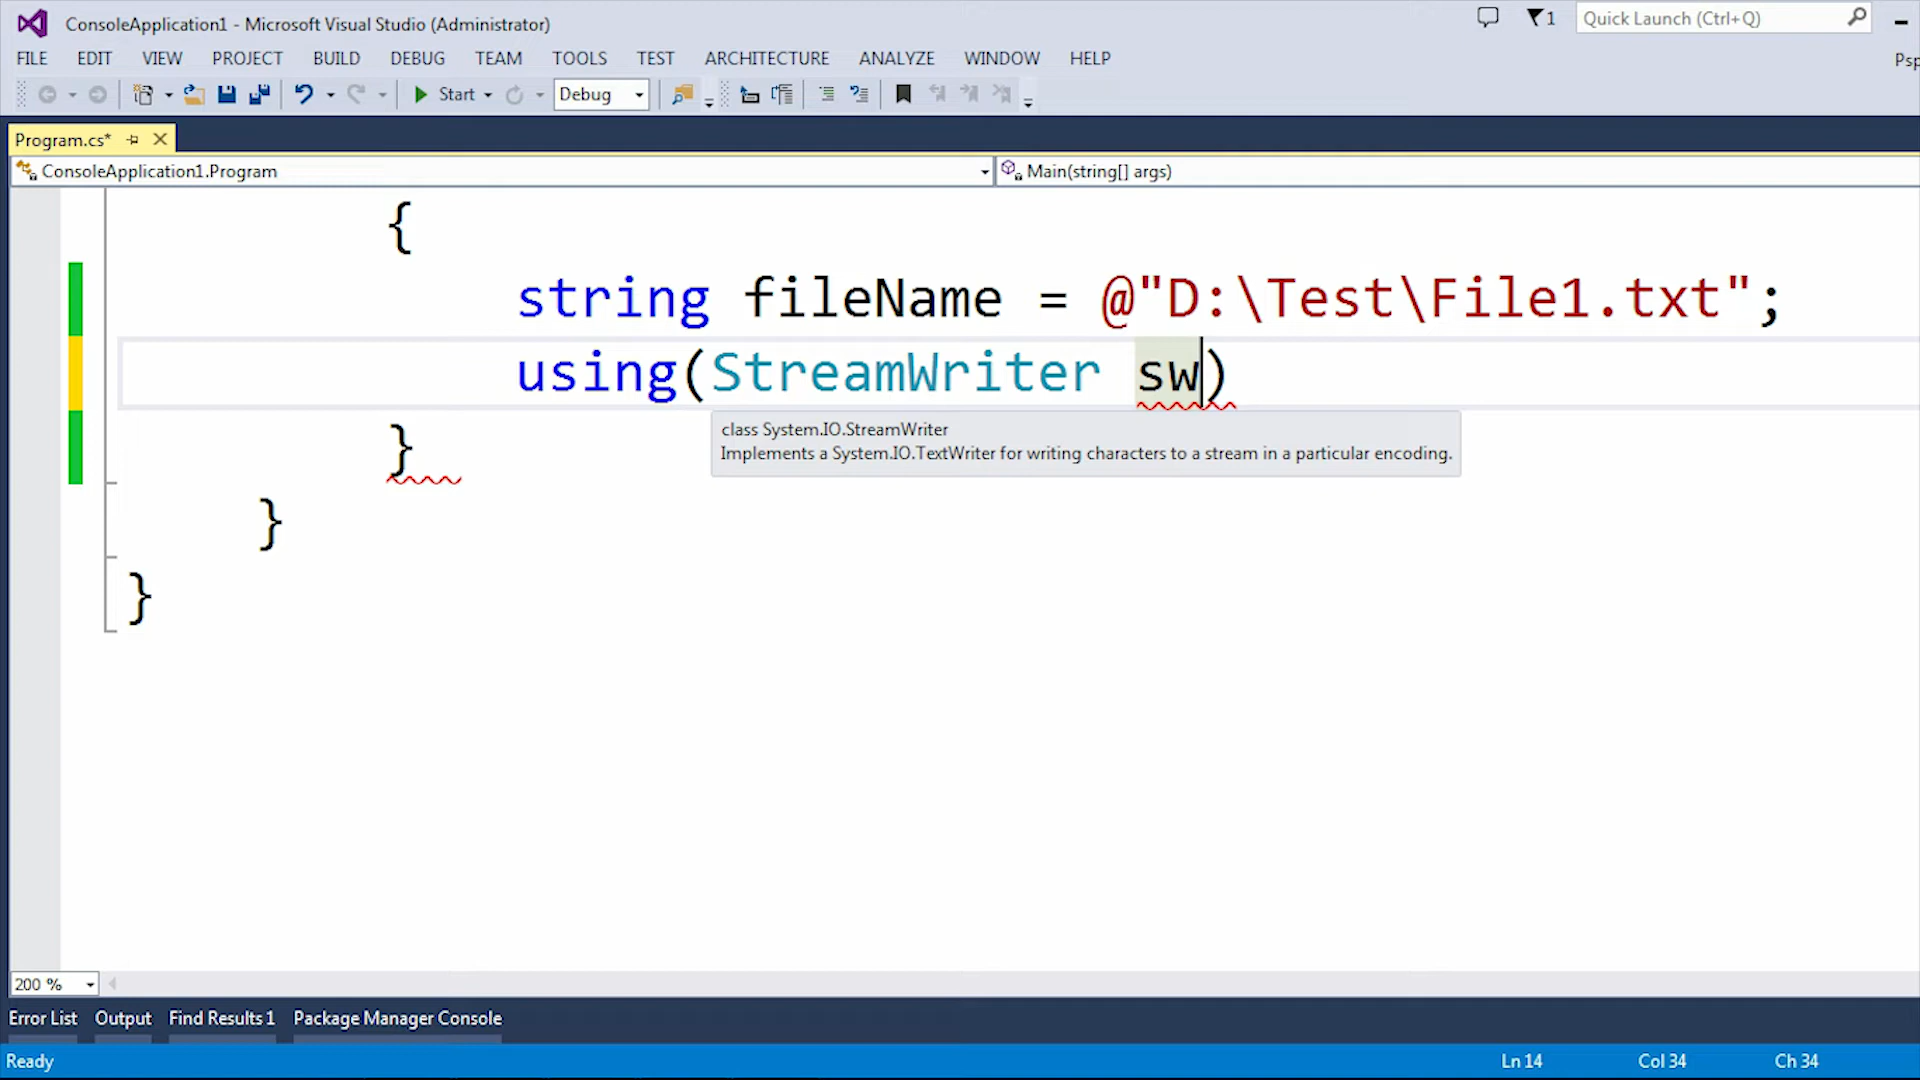 ConsoleApplication1 - Microsoft Visual Studio (Administrator)
1
Quick Launch (Ctrl+Q)
FILE EDIT VIEW PROJECT BUILD DEBUG TEAM TOOLS TEST ARCHITECTURE ANALYZE WINDOW HELP
Psp
Start Debug
Program.cs*
ConsoleApplication1.Program
Main(string[] args)
{
string fileName = @"D:\Test\File1.txt";
using(StreamWriter sw)
class System.IO.StreamWriter
Implements a System.IO.TextWriter for writing characters to a stream in a particular encoding.
}
}
}
200 %
Error List Output Find Results 1 Package Manager Console
Ready Ln 14 Col 34 Ch 34